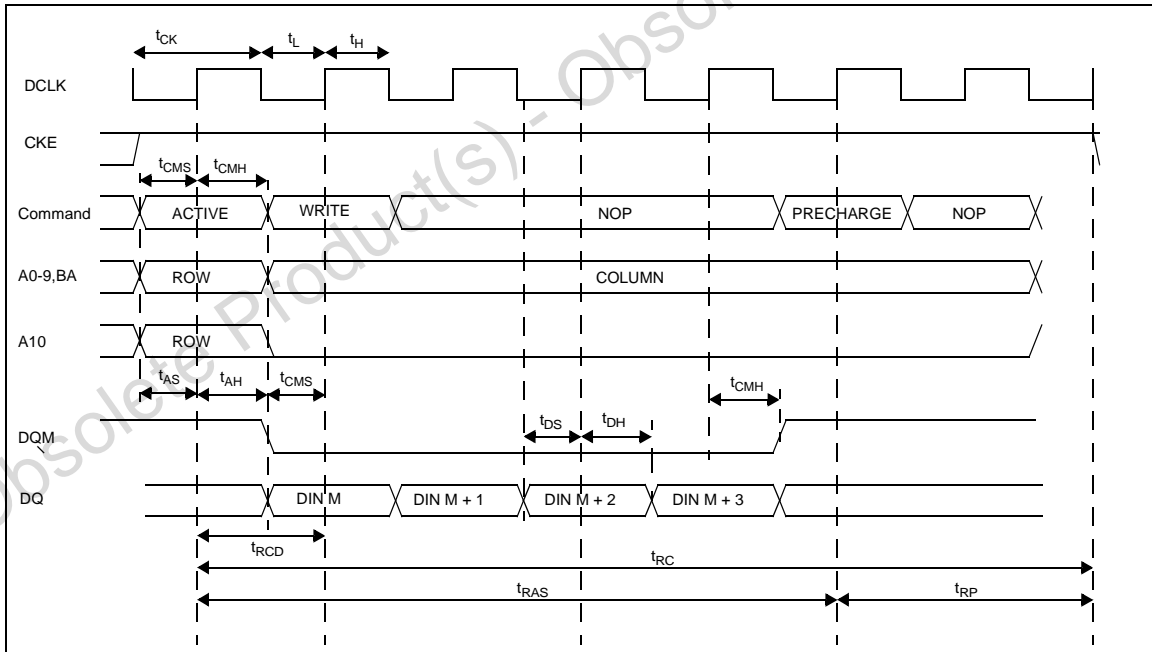 Obsolete Product(s) - Obsol
tCK
tL
tH
DCLK
CKE
tCMS
tCMH
Command
ACTIVE
WRITE
NOP
PRECHARGE
NOP
A0-9,BA
ROW
COLUMN
A10
ROW
tAS
tAH
tCMS
tCMH
DQM
tDS
tDH
DQ
DIN M
DIN M + 1
DIN M + 2
DIN M + 3
tRCD
tRC
tRAS
tRP